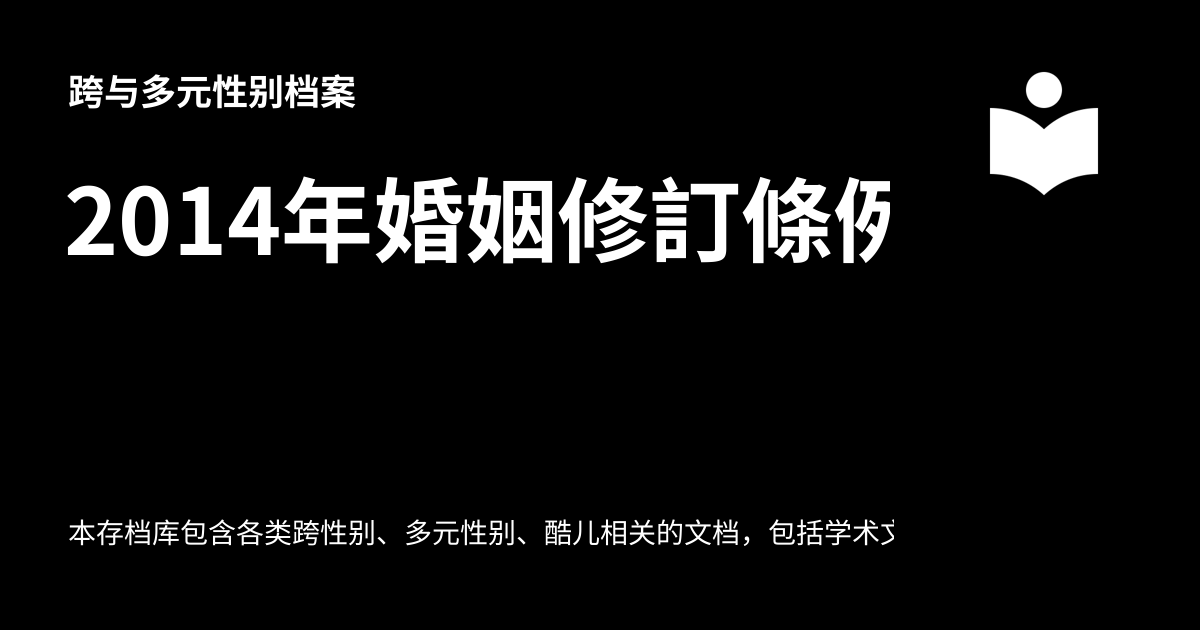 跨与多元性别档案
2014年婚姻修訂條例
本存档库包含各类跨性别、多元性别、酷儿相关的文档，包括学术